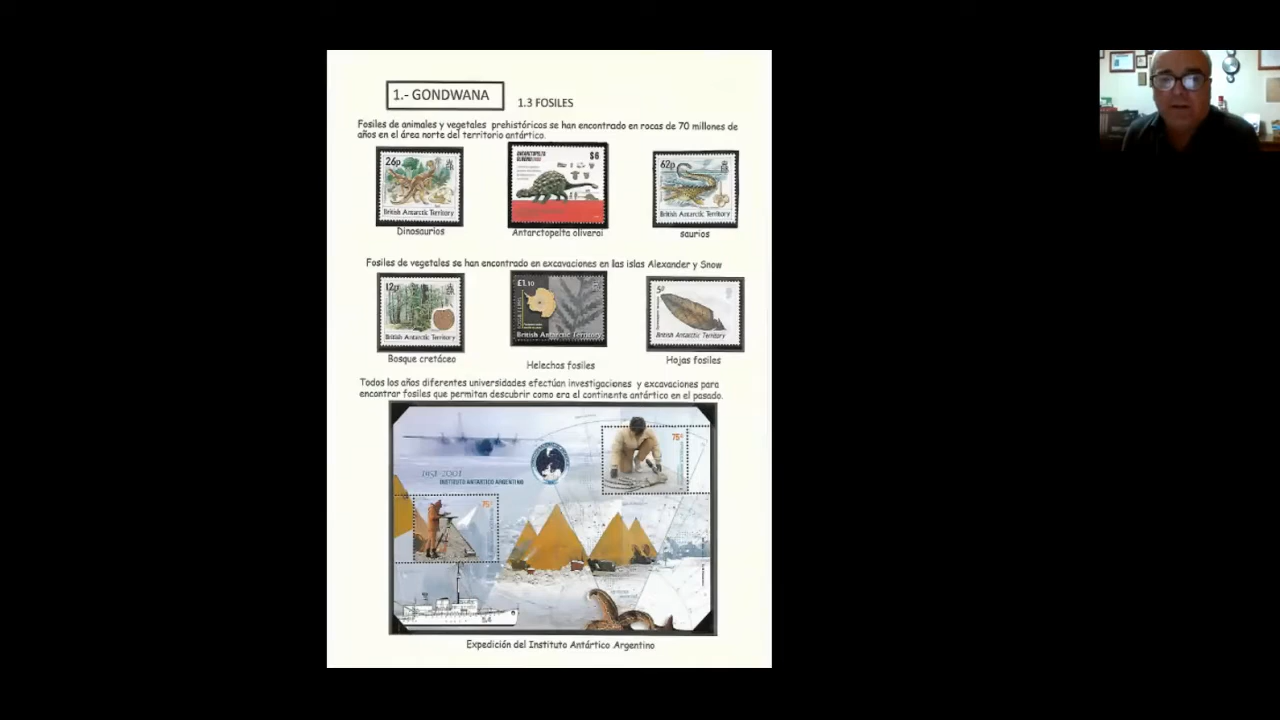 1.- GONDWANA
1.3 FOSILES
Fosiles de animales y vegetales prehistóricos se han encontrado en rocas de 70 millones de
años en el área norte del territorio antártico.
26p
British Antarctic Territory
ANTARCTOPELTA
$6
62p
British Antarctic Territory
Dinosaurios
Antarctopelta oliveroi
saurios
Fosiles de vegetales se han encontrado en excavaciones en las islas Alexander y Snow
12p
British Antarctic Territory
£1.10
British Antarctic Territory
5p
British Antarctic Territory
Bosque cretáceo
Helechos fosiles
Hojas fosiles
Todos los años diferentes universidades efectúan investigaciones y excavaciones para
encontrar fosiles que permitan descubrir como era el continente antártico en el pasado.
1951-2001
INSTITUTO ANTARTICO ARGENTINO
75c
75c
Expedición del Instituto Antártico Argentino